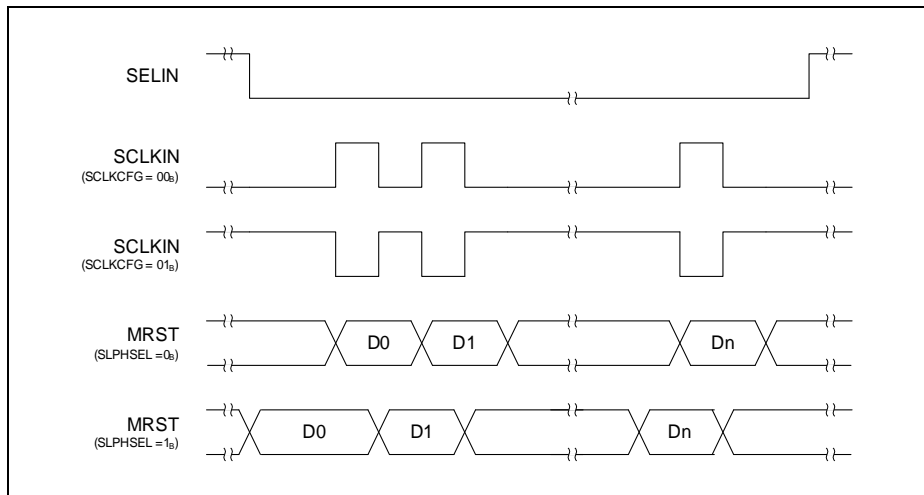 SELIN
SCLKIN
(SCLKCFG = 00B)
SCLKIN
(SCLKCFG = 01B)
MRST
(SLPHSEL =0B)
D0 D1 Dn
MRST
(SLPHSEL =1B)
D0 D1 Dn